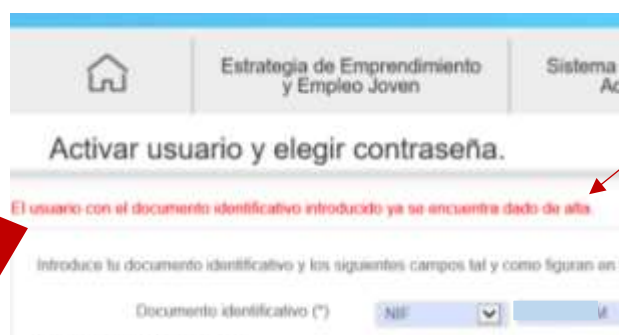 Estrategia de Emprendimiento
y Empleo Joven
Sistema
Ac
Activar usuario y elegir contraseña.
El usuario con el documento identificativo introducido ya se encuentra dado de alta.
Introduce tu documento identificativo y los siguientes campos tal y como figuran en
Documento identificativo (*)
NIF
M